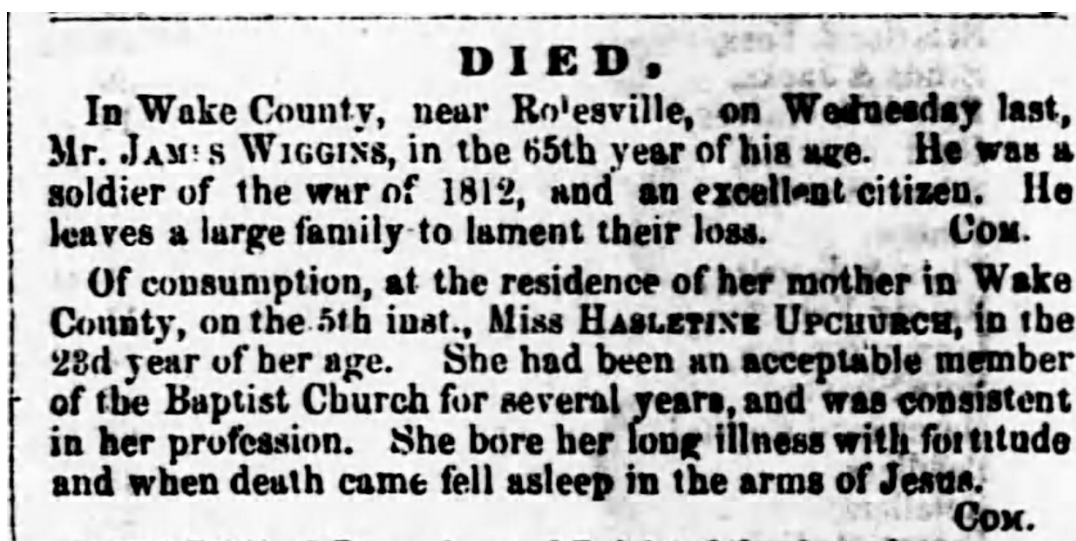 DIED,
In Wake County, near Rolesville, on Wednesday last,
Mr. JAMES WIGGINS, in the 65th year of his age. He was a
soldier of the war of 1812, and an excellent citizen. He
leaves a large family to lament their loss. COM.
Of consumption, at the residence of her mother in Wake
County, on the 5th inst., Miss HASLETINE UPCHURCH, in the
23d year of her age. She had been an acceptable member
of the Baptist Church for several years, and was consistent
in her profession. She bore her long illness with fortitude
and when death came fell asleep in the arms of Jesus.
COM.